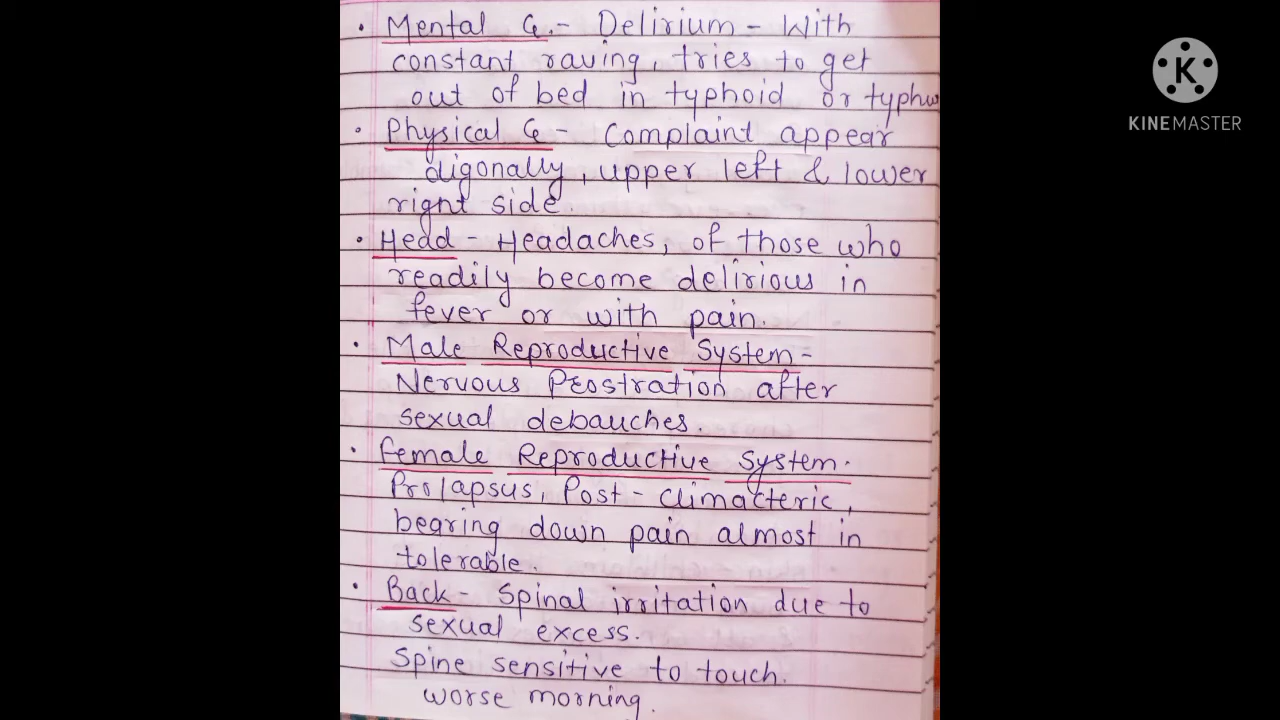 • Mental G.- Delirium - With
constant raving, tries to get
out of bed in typhoid or typhu
• Physical G - Complaint appear
digonally, upper left & lower
right side.
• Head - Headaches, of those who
readily become delirious in
fever or with pain.
• Male Reproductive System-
Nervous Prostration after
sexual debauches.
• female Reproductive System.
Prolapsus, Post-climacteric,
bearing down pain almost in
tolerable.
• Back - Spinal irritation due to
sexual excess.
Spine sensitive to touch.
worse morning.
K
KINEMASTER